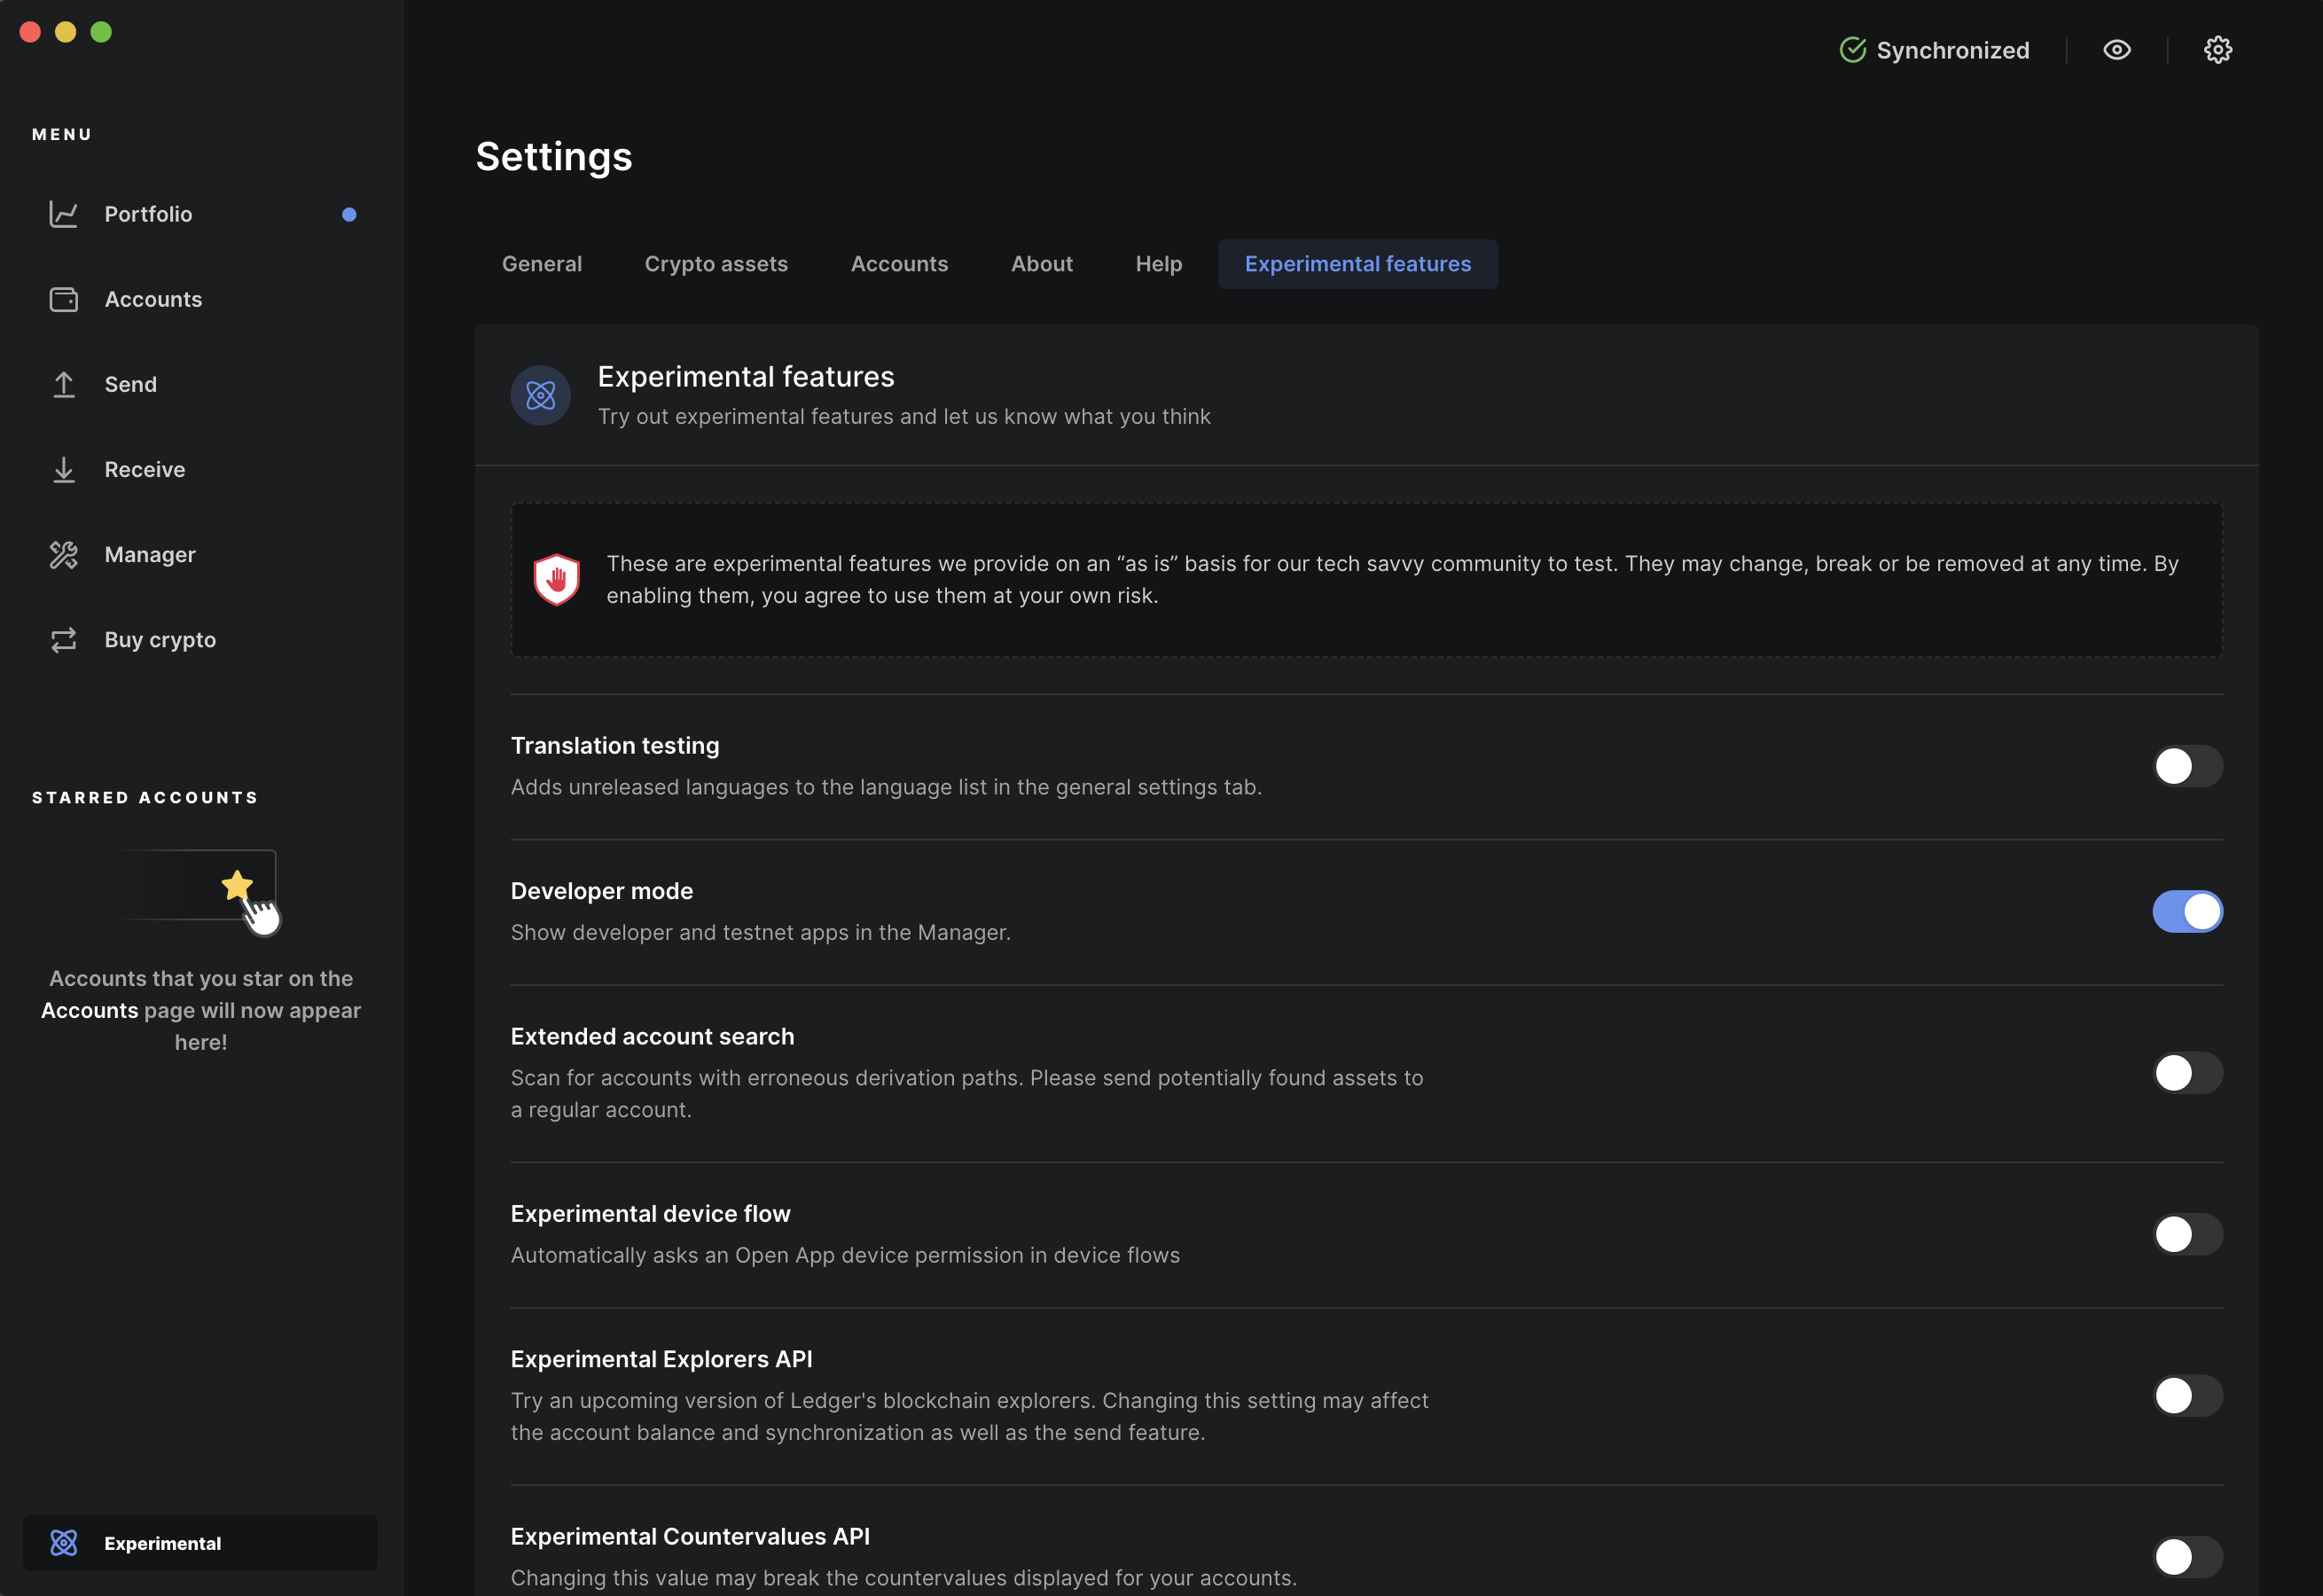 Synchronized
MENU
Portfolio
Accounts
Send
Receive
Manager
Buy crypto
STARRED ACCOUNTS
Accounts that you star on the
Accounts page will now appear
here!
Experimental
Settings
General
Crypto assets
Accounts
About
Help
Experimental features
Experimental features
Try out experimental features and let us know what you think
These are experimental features we provide on an “as is” basis for our tech savvy community to test. They may change, break or be removed at any time. By
enabling them, you agree to use them at your own risk.
Translation testing
Adds unreleased languages to the language list in the general settings tab.
Developer mode
Show developer and testnet apps in the Manager.
Extended account search
Scan for accounts with erroneous derivation paths. Please send potentially found assets to
a regular account.
Experimental device flow
Automatically asks an Open App device permission in device flows
Experimental Explorers API
Try an upcoming version of Ledger's blockchain explorers. Changing this setting may affect
the account balance and synchronization as well as the send feature.
Experimental Countervalues API
Changing this value may break the countervalues displayed for your accounts.